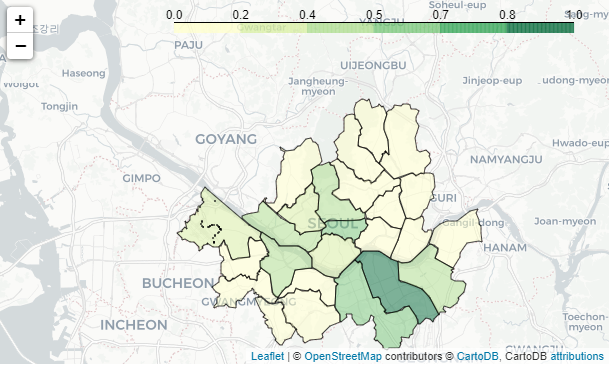 Soheul-eup
+
0.0 0.2 0.4 0.5 0.7 0.8 1.0
조강리
YANGJU
Gwangtan
PAJU
−
UIJEONGBU
Haseong
Jangheung-
myeon
Jinjeop-eup
udong-myeon
Wolgot
Tongjin
GOYANG
Hwado-eup
NAMYANGJU
GIMPO
GURI
SEOUL
Gangil-dong
Joan-myeon
HANAM
BUCHEON
GWANGMYEONG
Toechon-
myeon
INCHEON
GWANGJU
Leaflet | © OpenStreetMap contributors © CartoDB, CartoDB attributions